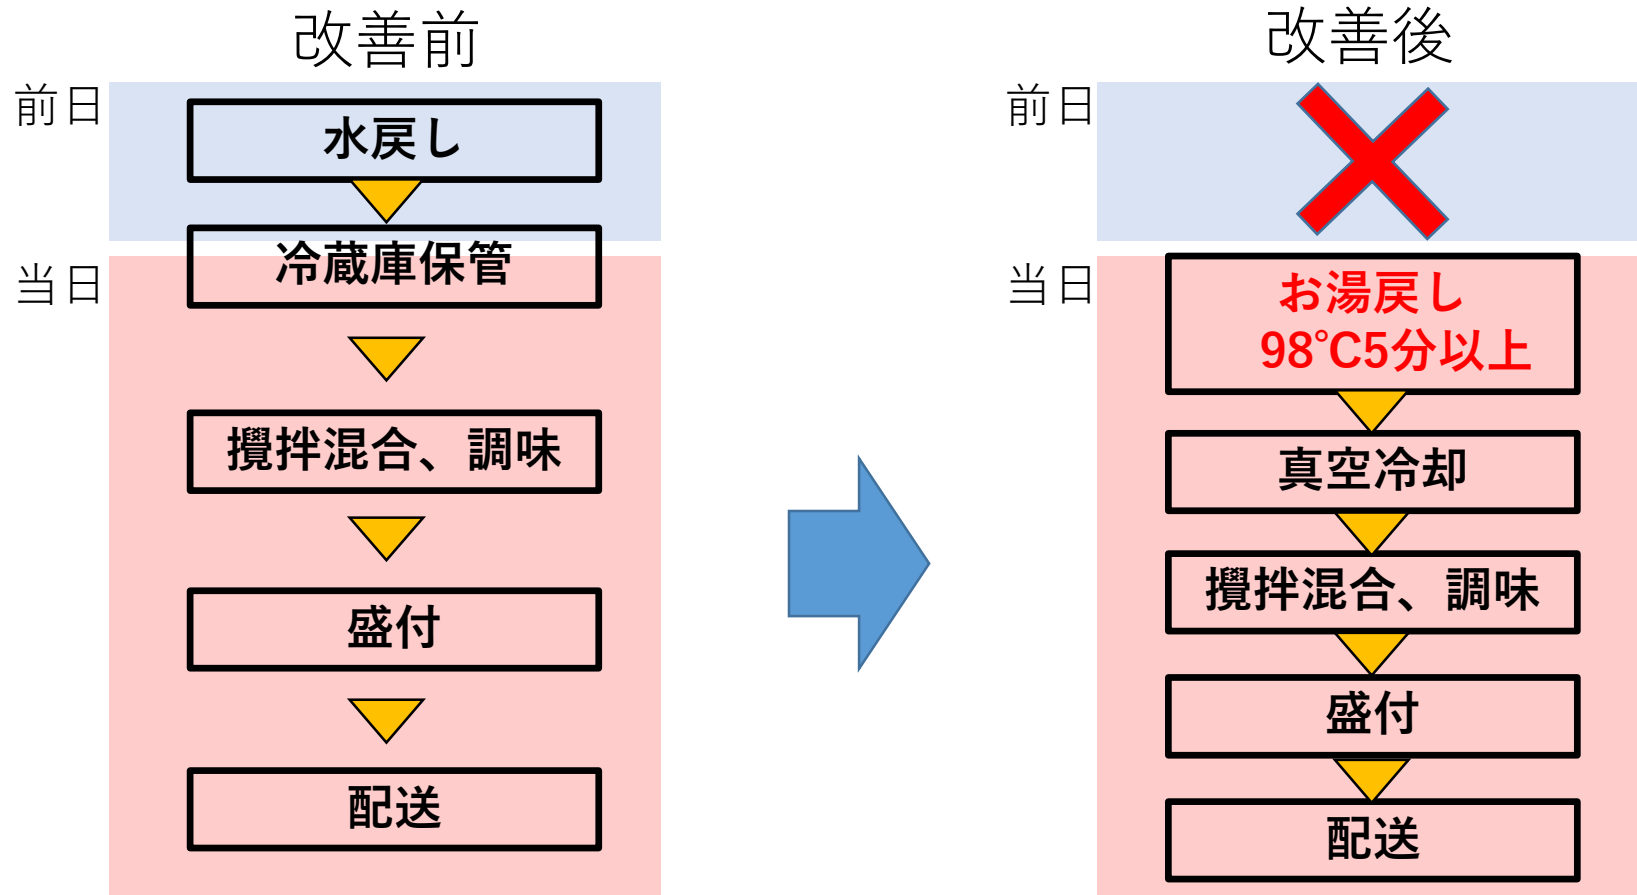 改善前
前日
水戻し
冷蔵庫保管
当日
攪拌混合、調味
盛付
配送
改善後
前日
当日
お湯戻し
98℃5分以上
真空冷却
攪拌混合、調味
盛付
配送